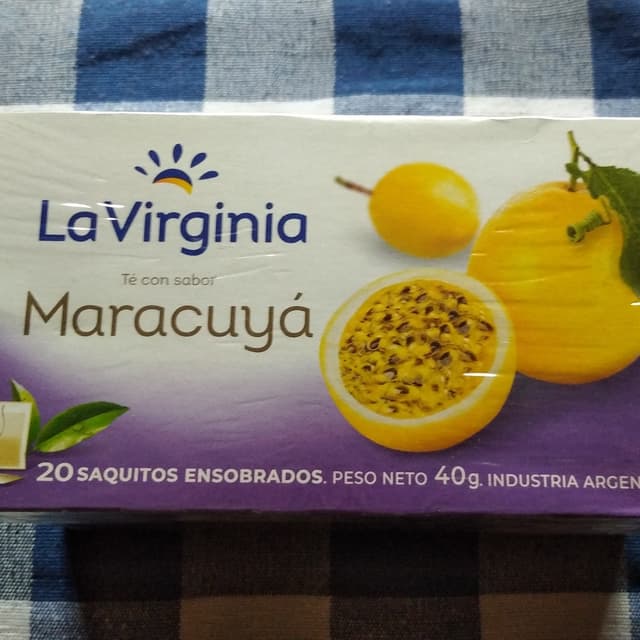 La Virginia
Té con sabor
Maracuyá
20 SAQUITOS ENSOBRADOS. PESO NETO 40g. INDUSTRIA ARGEN